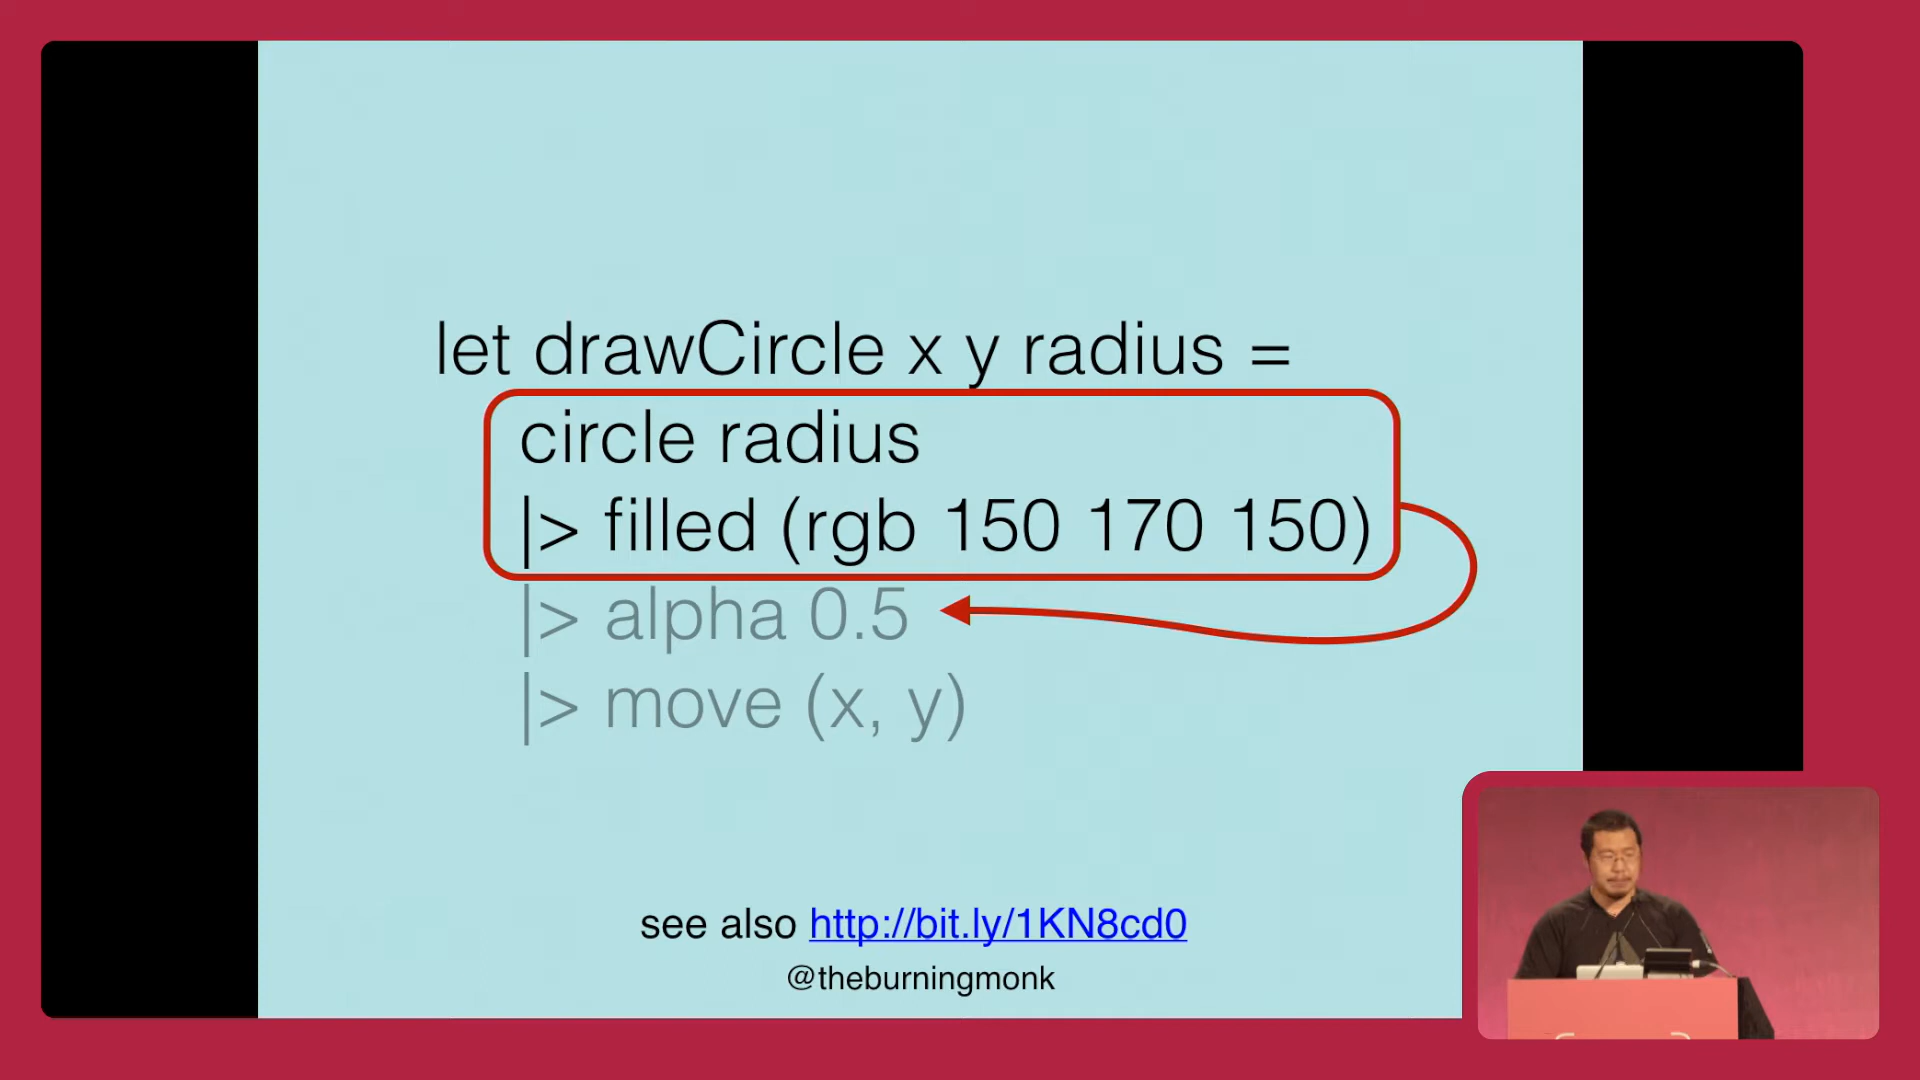 let drawCircle x y radius =
circle radius
|> filled (rgb 150 170 150)
|> alpha 0.5
|> move (x, y)
see also http://bit.ly/1KN8cd0
@theburningmonk